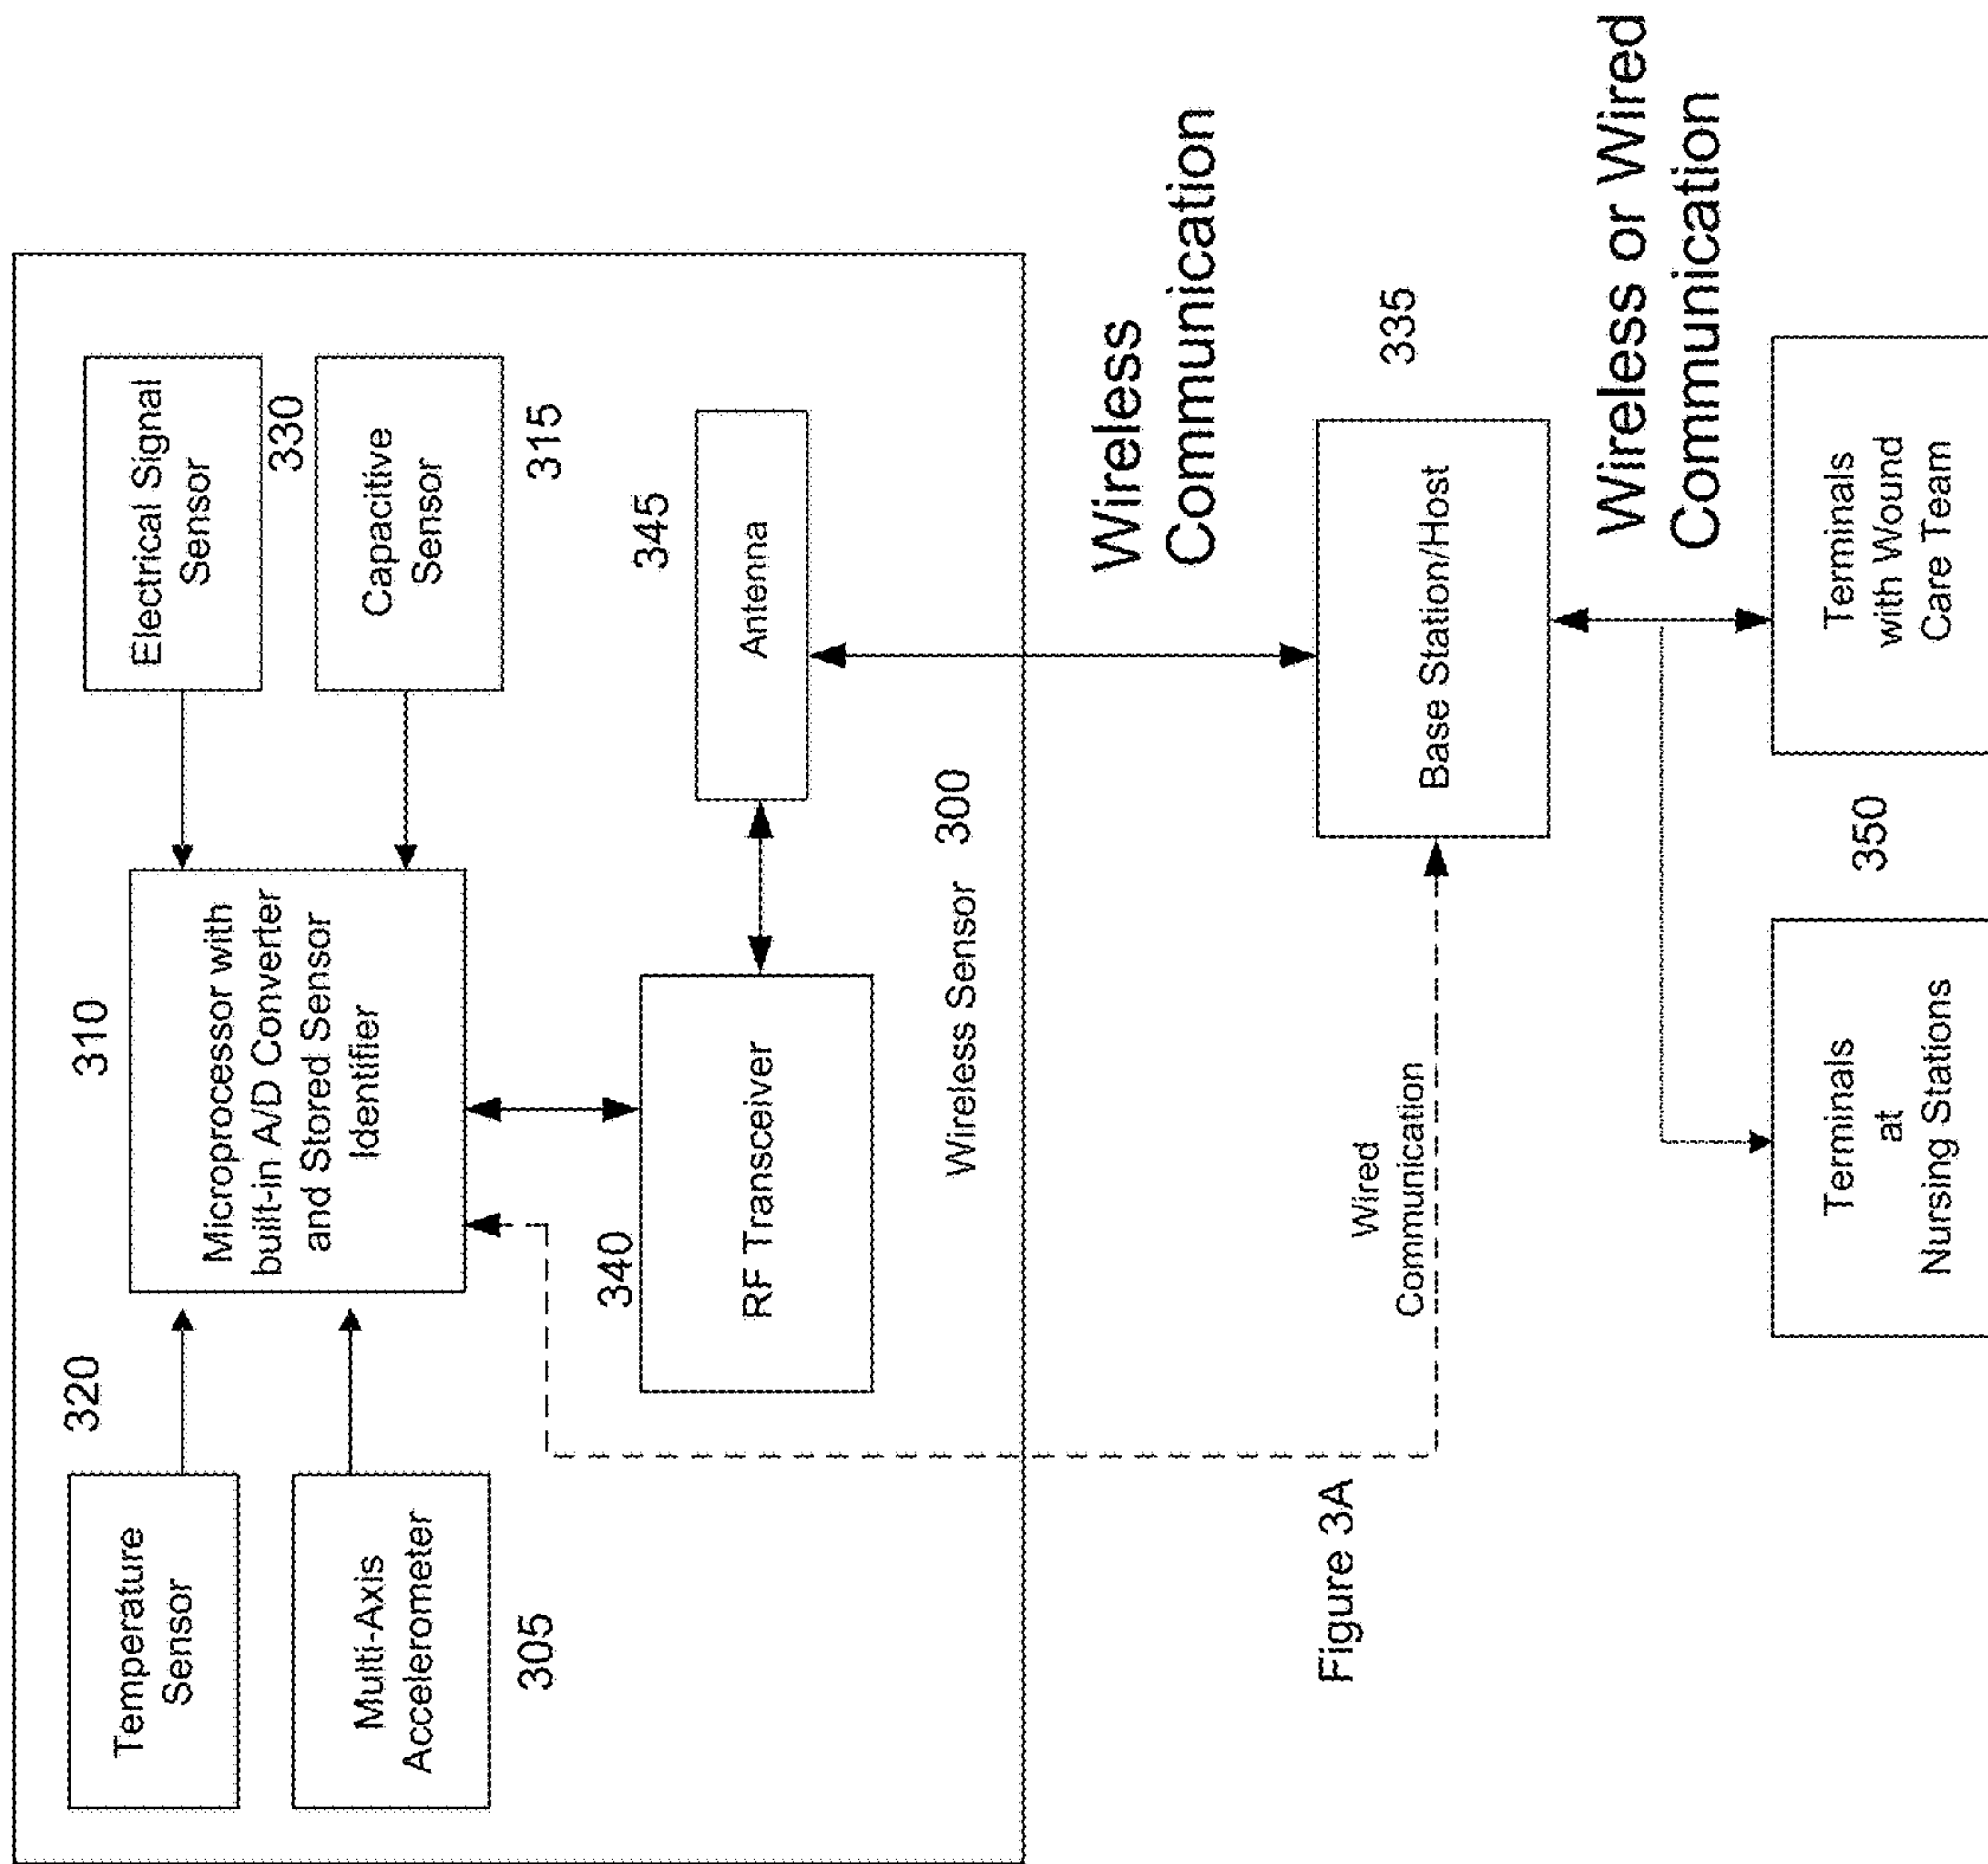 Temperature
Sensor
320
Multi-Axis
Accelerometer
305
310
Microprocessor with
built-in A/D Converter
and Stored Sensor
Identifier
Electrical Signal
Sensor
330
Capacitive
Sensor
315
340
RF Transceiver
345
Antenna
Wireless Sensor 300
Wireless
Communication
Figure 3A
Wired
Communication
Base Station/Host
335
Wireless or Wired
Communication
Terminals
at
Nursing Stations
350
Terminals
with Wound
Care Team